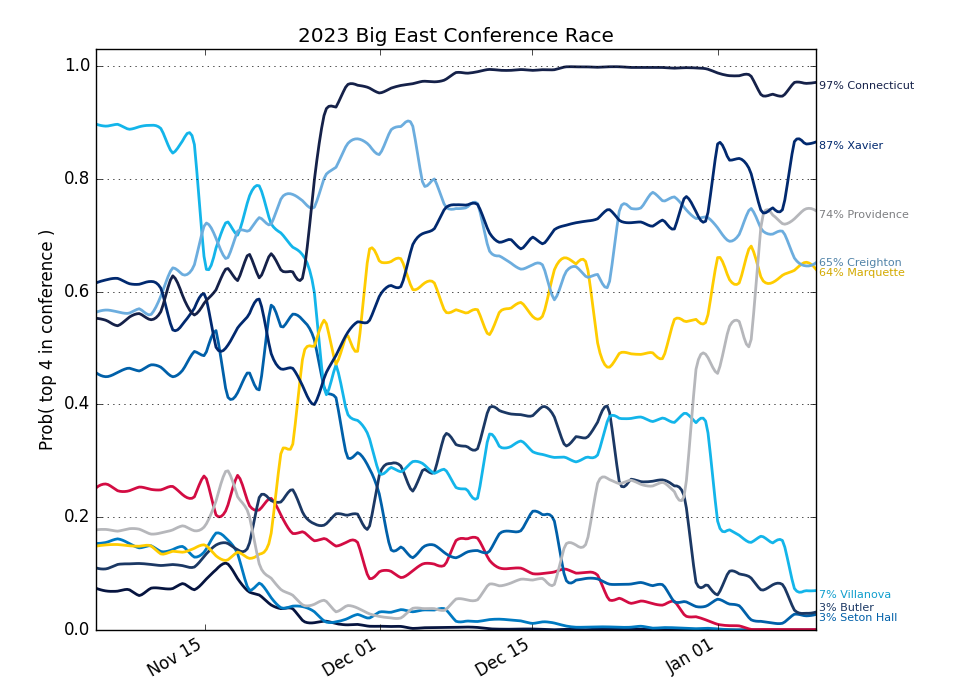 2023 Big East Conference Race
Prob( top 4 in conference )
1.0
0.8
0.6
0.4
0.2
0.0
Nov 15
Dec 01
Dec 15
Jan 01
97% Connecticut
87% Xavier
74% Providence
65% Creighton
64% Marquette
7% Villanova
3% Butler
3% Seton Hall